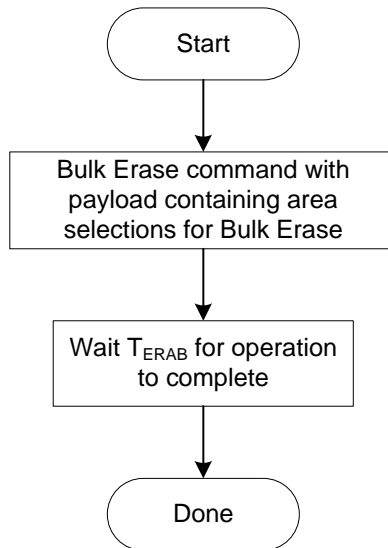 Start
Bulk Erase command with
payload containing area
selections for Bulk Erase
Wait TERAB for operation
to complete
Done